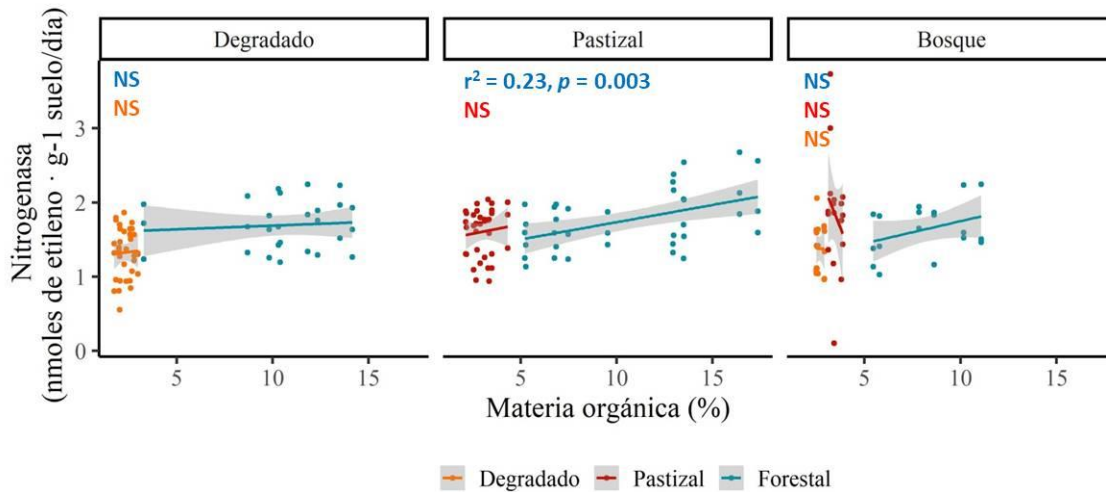 Degradado
Pastizal
Bosque
NS
NS
r² = 0.23, p = 0.003
NS
NS
NS
NS
Nitrogenasa
(nmoles de etileno · g-1 suelo/día)
3
2
1
0
5
10
15
5
10
15
5
10
15
Materia orgánica (%)
Degradado
Pastizal
Forestal